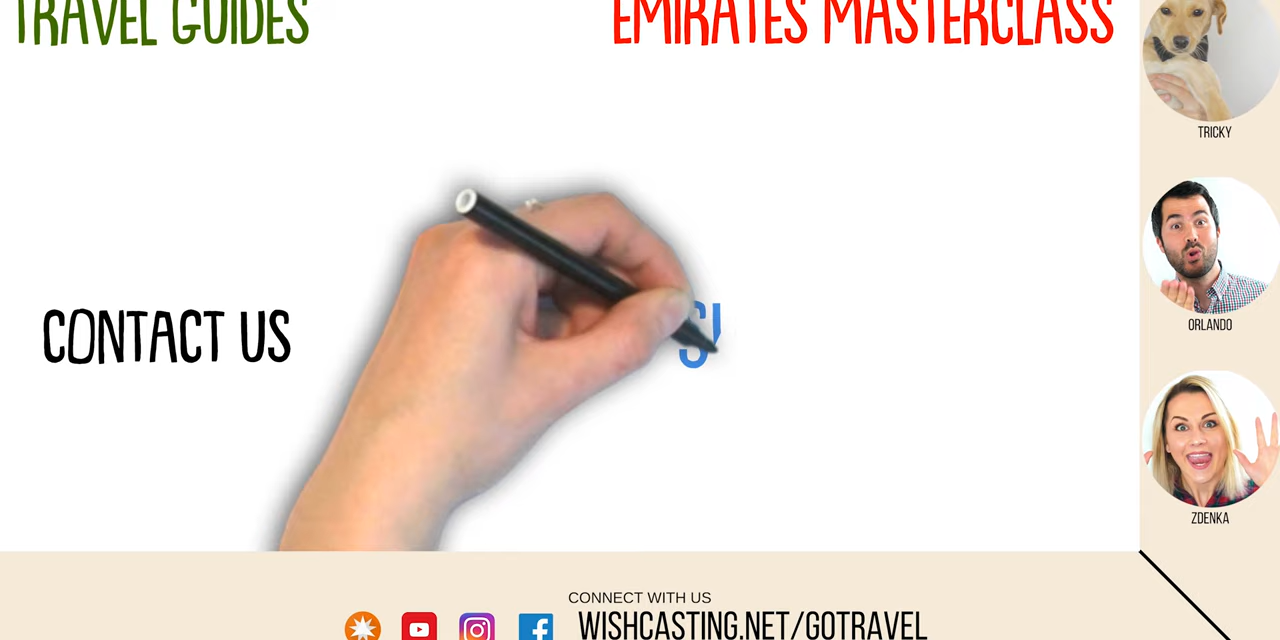 TRAVEL GUIDES
EMIRATES MASTERCLASS
TRICKY
CONTACT US
ORLANDO
ZDENKA
CONNECT WITH US
WISHCASTING.NET/GOTRAVEL